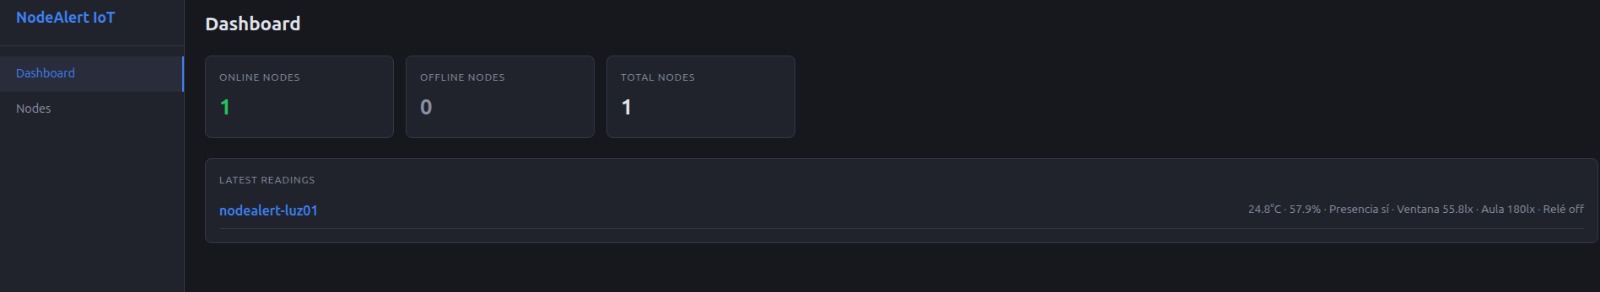 NodeAlert IoT
Dashboard
Nodes
Dashboard
ONLINE NODES
1
OFFLINE NODES
0
TOTAL NODES
1
LATEST READINGS
nodealert-luz01
24.8°C · 57.9% · Presencia sí · Ventana 55.8lx · Aula 180lx · Relé off